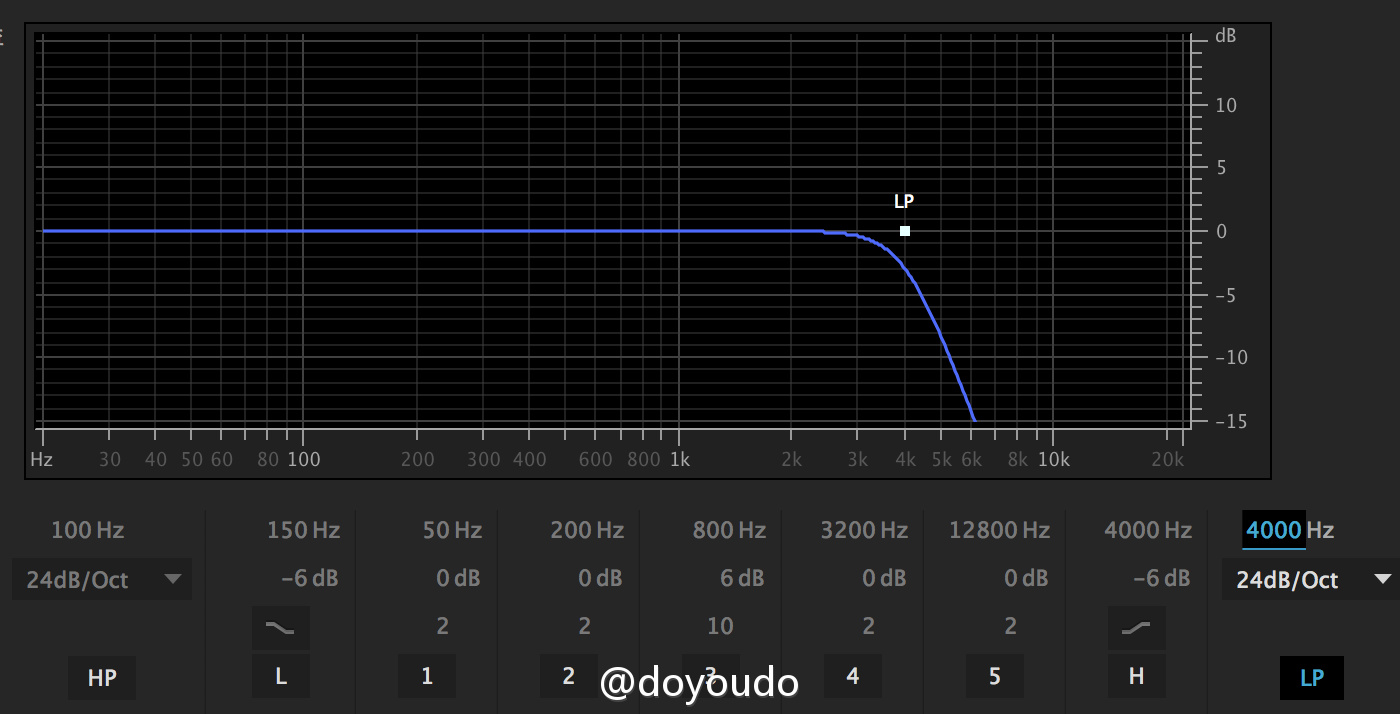 dB
10
5
LP
0
-5
-10
-15
Hz 30 40 50 60 80 100 200 300 400 600 800 1k 2k 3k 4k 5k 6k 8k 10k 20k
100 Hz 150 Hz 50 Hz 200 Hz 800 Hz 3200 Hz 12800 Hz 4000 Hz 4000 Hz
24dB/Oct -6 dB 0 dB 0 dB 6 dB 0 dB 0 dB -6 dB 24dB/Oct
2 2 10 2 2
HP L 1 2 3 4 5 H LP
@doyoudo